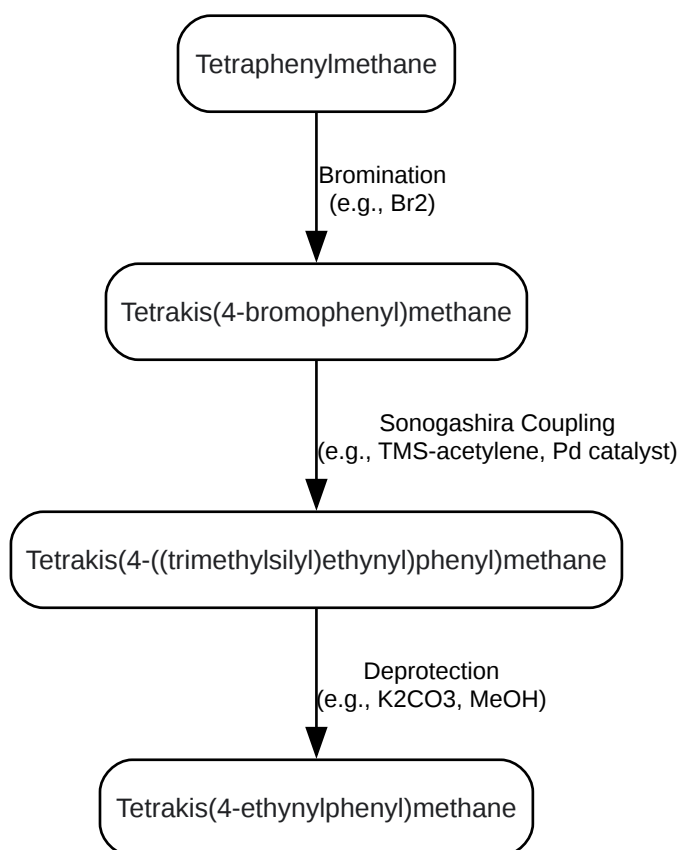 Tetraphenylmethane
Bromination
(e.g., Br2)
Tetrakis(4-bromophenyl)methane
Sonogashira Coupling
(e.g., TMS-acetylene, Pd catalyst)
Tetrakis(4-((trimethylsilyl)ethynyl)phenyl)methane
Deprotection
(e.g., K2CO3, MeOH)
Tetrakis(4-ethynylphenyl)methane